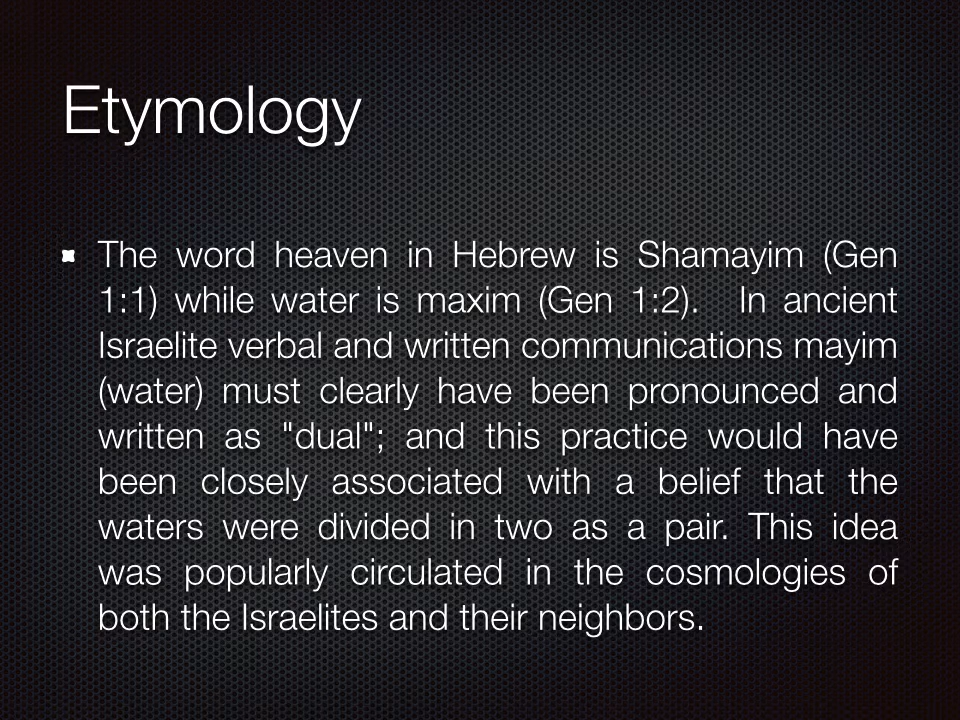 Etymology
The word heaven in Hebrew is Shamayim (Gen
1:1) while water is maxim (Gen 1:2). In ancient
Israelite verbal and written communications mayim
(water) must clearly have been pronounced and
written as "dual"; and this practice would have
been closely associated with a belief that the
waters were divided in two as a pair. This idea
was popularly circulated in the cosmologies of
both the Israelites and their neighbors.